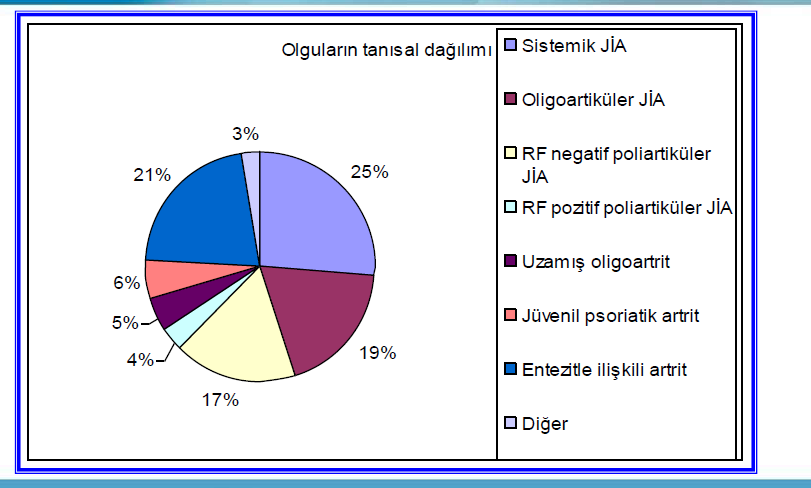 Olguların tanısal dağılımı
3%
25%
21%
6%
5%
4%
19%
17%
Sistemik JİA
Oligoartiküler JİA
RF negatif poliartiküler
JİA
RF pozitif poliartiküler JİA
Uzamış oligoartrit
Jüvenil psoriatik artrit
Entezitle ilişkili artrit
Diğer